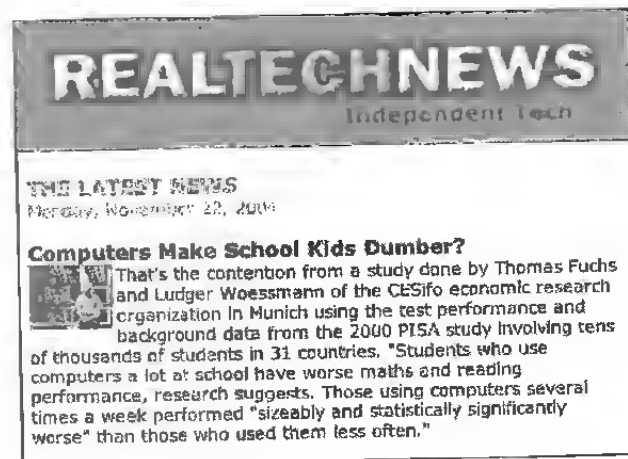 REALTECHNEWS
Independent Tech
THE LATEST NEWS
Monday, November 22, 2004
Computers Make School Kids Dumber?
That's the contention from a study done by Thomas Fuchs
and Ludger Woessmann of the CESifo economic research
organization in Munich using the test performance and
background data from the 2000 PISA study involving tens
of thousands of students in 31 countries. "Students who use
computers a lot at school have worse maths and reading
performance, research suggests. Those using computers several
times a week performed "sizeably and statistically significantly
worse" than those who used them less often."